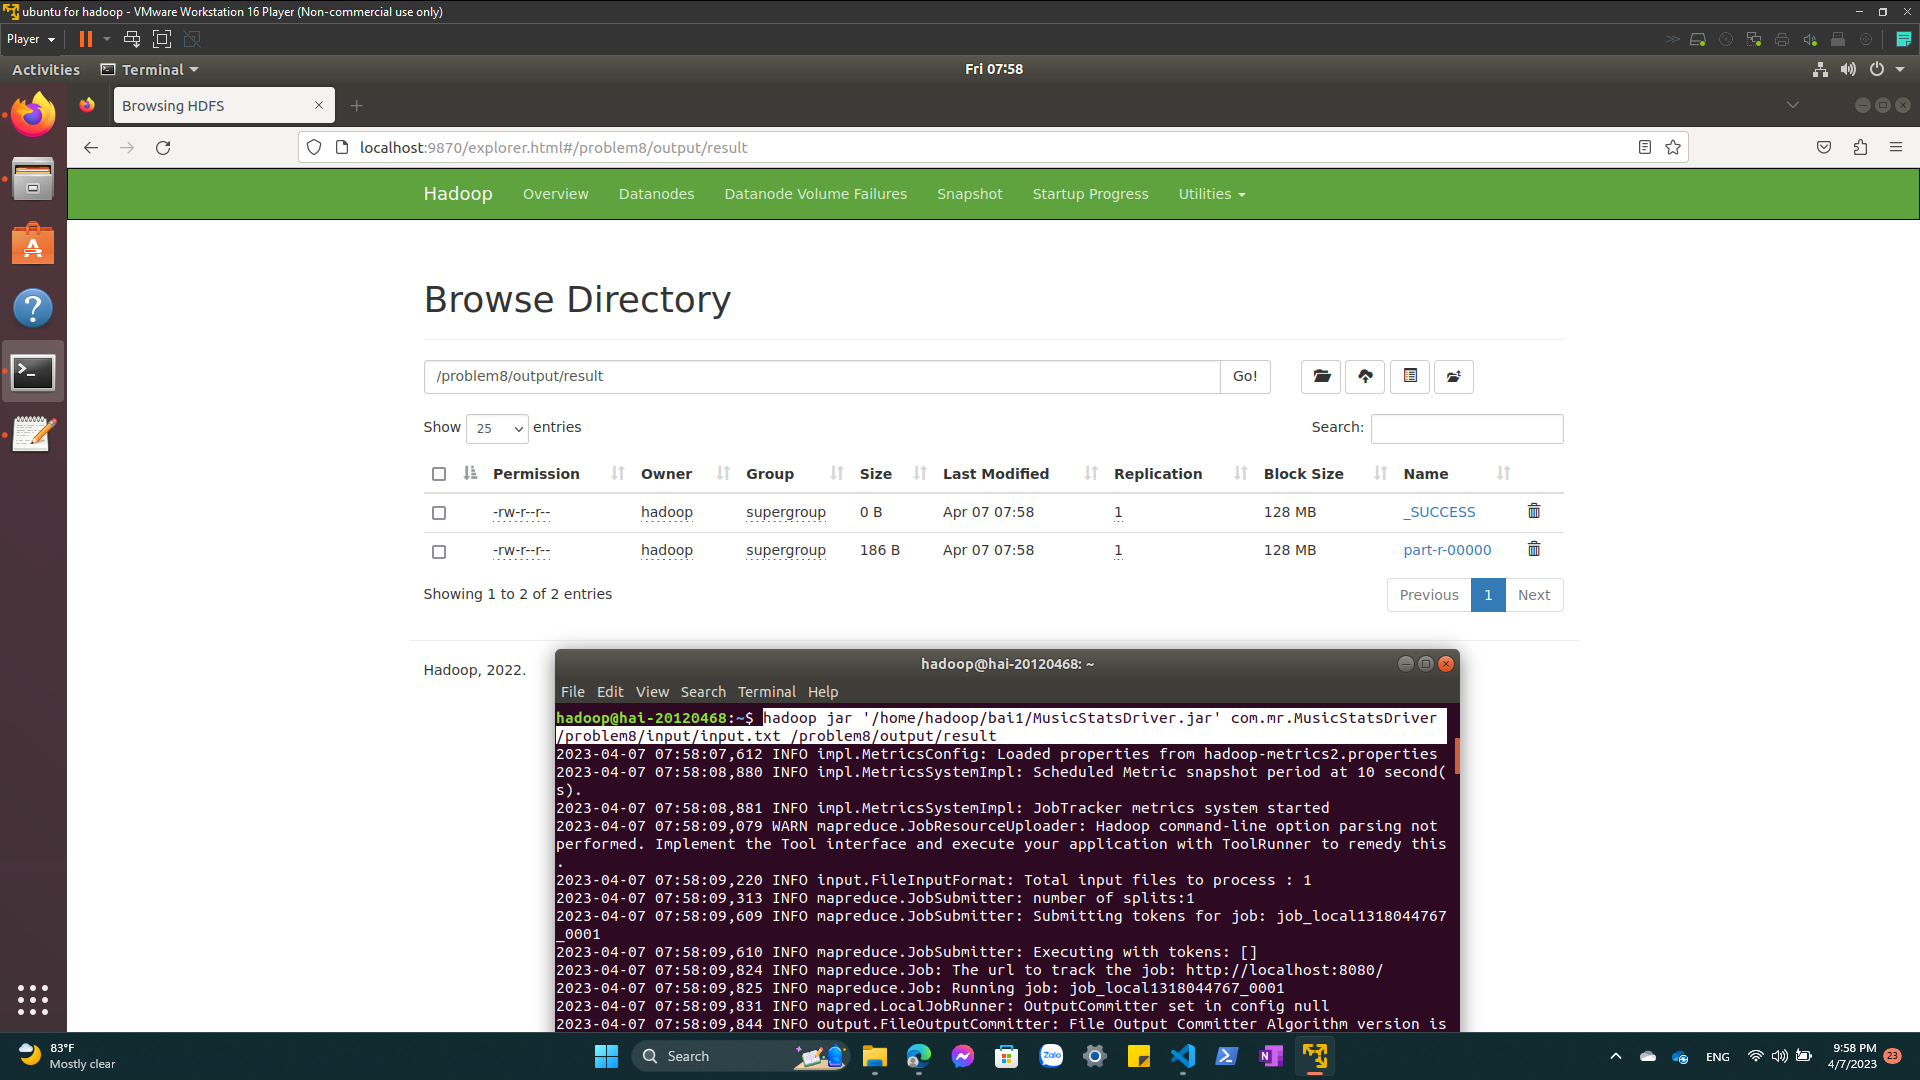 ubuntu for hadoop - VMware Workstation 16 Player (Non-commercial use only)
Player
Activities
Terminal
Fri 07:58
Browsing HDFS
localhost:9870/explorer.html#/problem8/output/result
Hadoop Overview Datanodes Datanode Volume Failures Snapshot Startup Progress Utilities
Browse Directory
/problem8/output/result Go!
Show 25 entries Search:
Permission Owner Group Size Last Modified Replication Block Size Name
-rw-r--r-- hadoop supergroup 0 B Apr 07 07:58 1 128 MB _SUCCESS
-rw-r--r-- hadoop supergroup 186 B Apr 07 07:58 1 128 MB part-r-00000
Showing 1 to 2 of 2 entries Previous 1 Next
Hadoop, 2022.
hadoop@hai-20120468: ~
File Edit View Search Terminal Help
hadoop@hai-20120468:~$ hadoop jar '/home/hadoop/bai1/MusicStatsDriver.jar' com.mr.MusicStatsDriver
/problem8/input/input.txt /problem8/output/result
2023-04-07 07:58:07,612 INFO impl.MetricsConfig: Loaded properties from hadoop-metrics2.properties
2023-04-07 07:58:08,880 INFO impl.MetricsSystemImpl: Scheduled Metric snapshot period at 10 second(
s).
2023-04-07 07:58:08,881 INFO impl.MetricsSystemImpl: JobTracker metrics system started
2023-04-07 07:58:09,079 WARN mapreduce.JobResourceUploader: Hadoop command-line option parsing not
performed. Implement the Tool interface and execute your application with ToolRunner to remedy this
.
2023-04-07 07:58:09,220 INFO input.FileInputFormat: Total input files to process : 1
2023-04-07 07:58:09,313 INFO mapreduce.JobSubmitter: number of splits:1
2023-04-07 07:58:09,609 INFO mapreduce.JobSubmitter: Submitting tokens for job: job_local1318044767
_0001
2023-04-07 07:58:09,610 INFO mapreduce.JobSubmitter: Executing with tokens: []
2023-04-07 07:58:09,824 INFO mapreduce.Job: The url to track the job: http://localhost:8080/
2023-04-07 07:58:09,825 INFO mapreduce.Job: Running job: job_local1318044767_0001
2023-04-07 07:58:09,831 INFO mapred.LocalJobRunner: OutputCommitter set in config null
2023-04-07 07:58:09,844 INFO output.FileOutputCommitter: File Output Committer Algorithm version is
83°F
Mostly clear
Search
Zalo
ENG
9:58 PM
4/7/2023
23